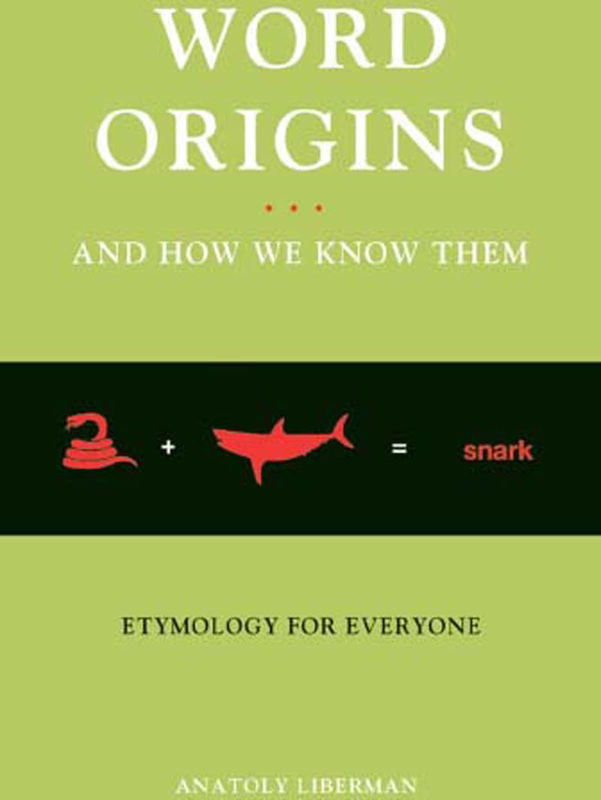 WORD
ORIGINS
• • •
AND HOW WE KNOW THEM
+ = snark
ETYMOLOGY FOR EVERYONE
ANATOLY LIBERMAN